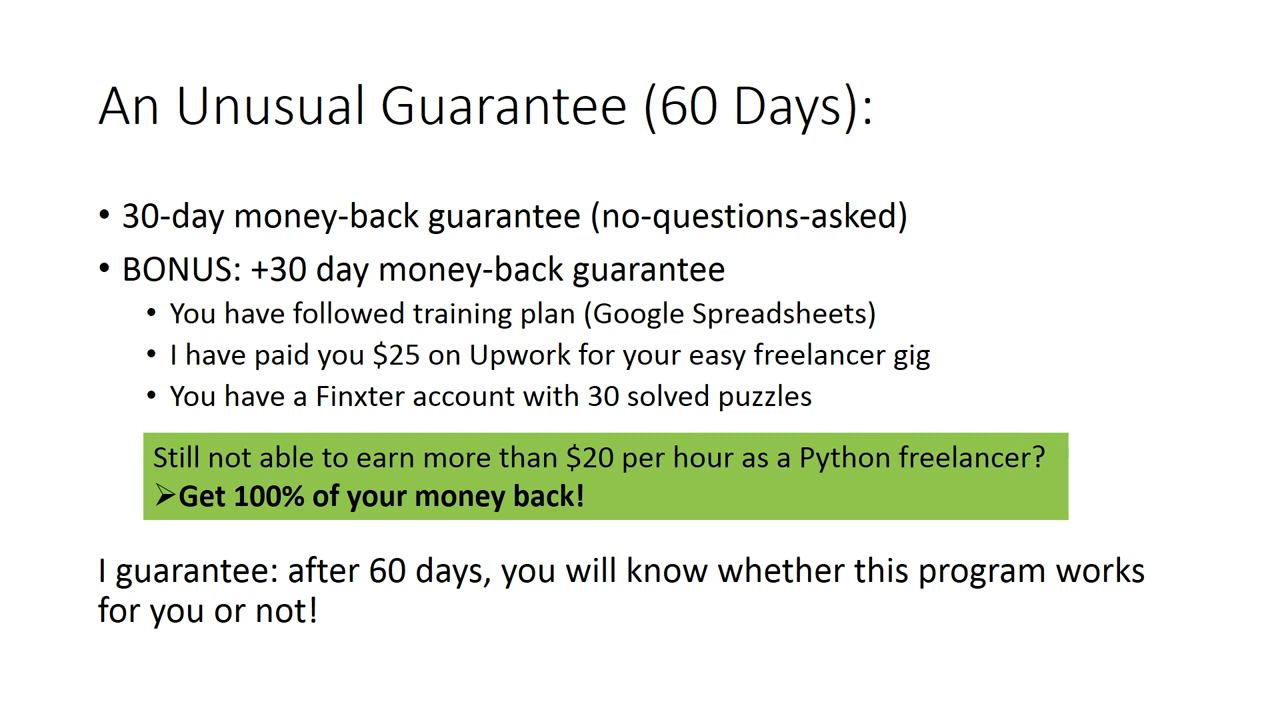 An Unusual Guarantee (60 Days):
• 30-day money-back guarantee (no-questions-asked)
• BONUS: +30 day money-back guarantee
• You have followed training plan (Google Spreadsheets)
• I have paid you $25 on Upwork for your easy freelancer gig
• You have a Finxter account with 30 solved puzzles
Still not able to earn more than $20 per hour as a Python freelancer?
➢Get 100% of your money back!
I guarantee: after 60 days, you will know whether this program works
for you or not!